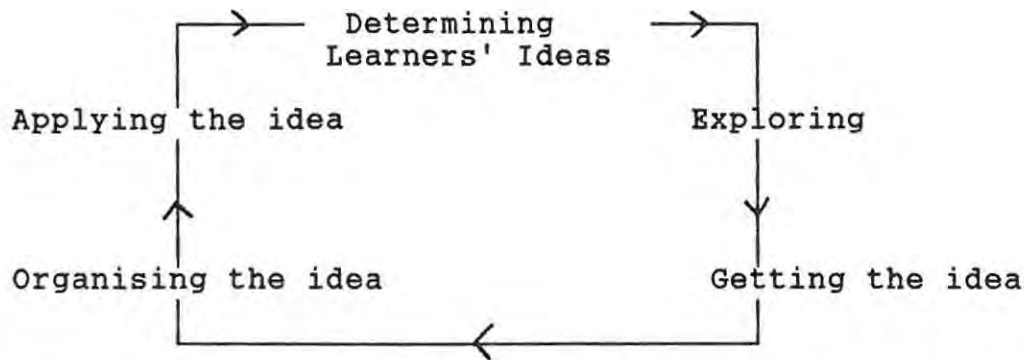 Determining
Learners' Ideas
Applying the idea
Exploring
Organising the idea
Getting the idea